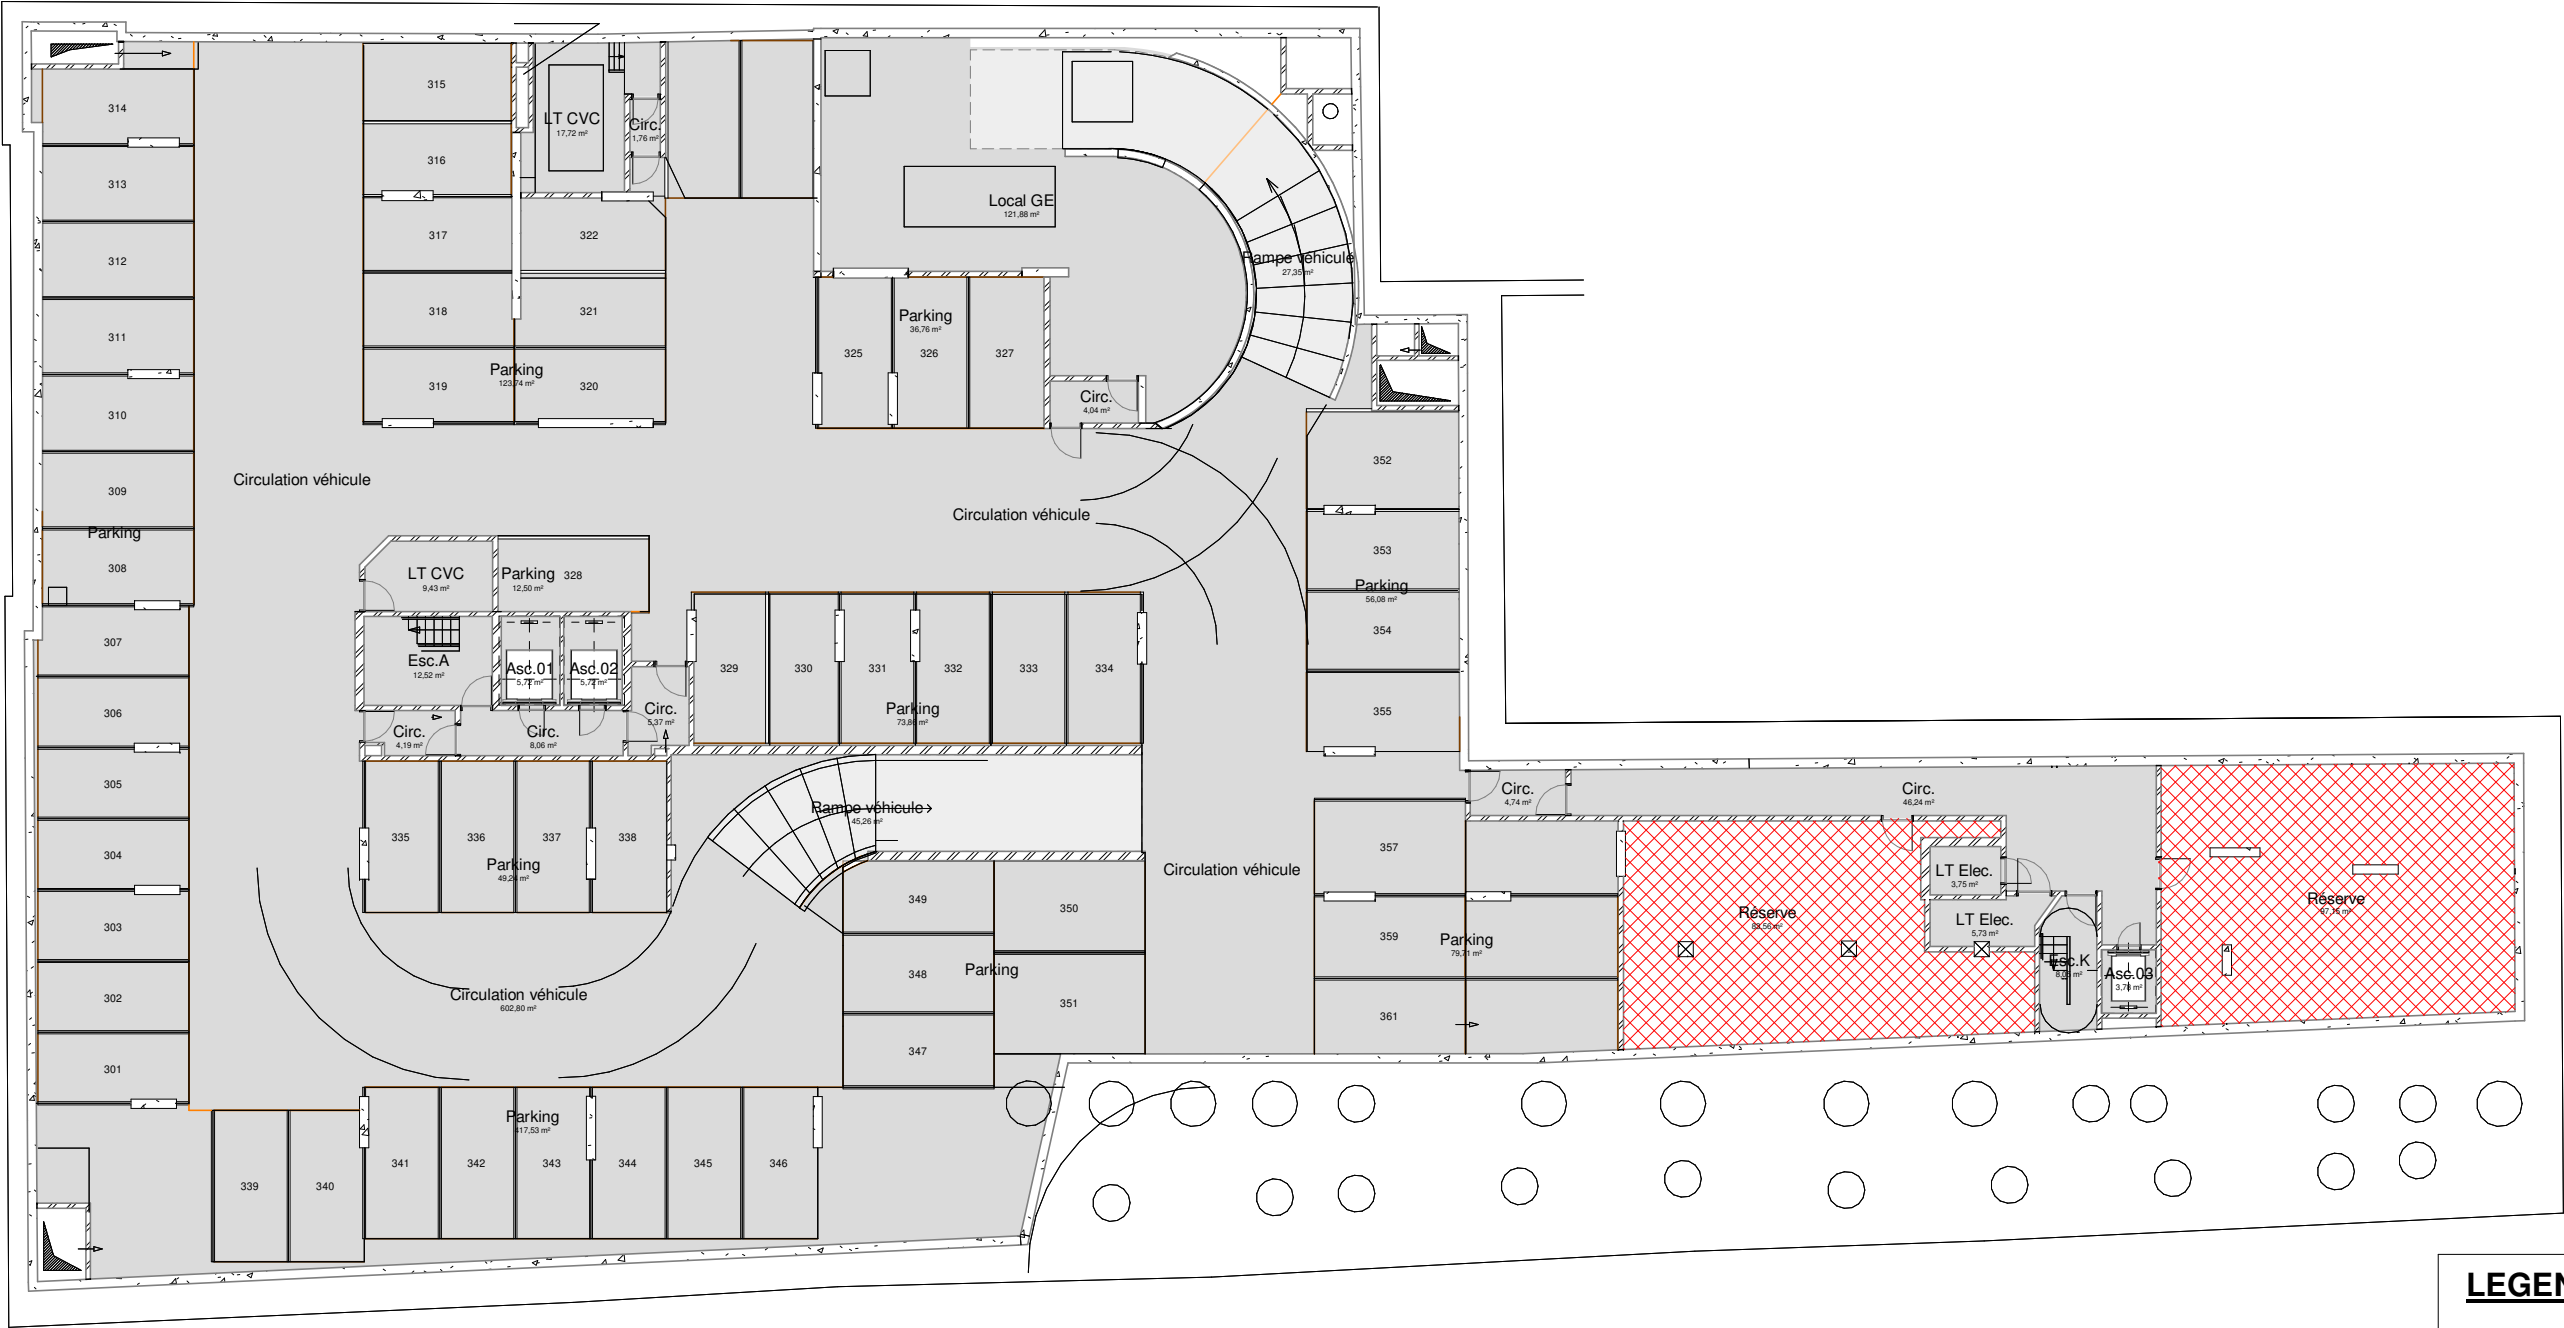 315
314
LT CVC
17,72 m²
Circ.
1,76 m²
316
313
Local GE
121,88 m²
317
322
312
Rampe véhicule
27,35 m²
318
321
311
Parking
36,76 m²
325
326
327
Parking
123,74 m²
319
320
Circ.
4,04 m²
310
352
Circulation véhicule
309
Circulation véhicule
Parking
308
353
LT CVC
9,43 m²
Parking
12,50 m²
328
Parking
56,08 m²
307
354
Esc.A
12,52 m²
Asc.01
5,72 m²
Asc.02
5,72 m²
329
330
331
332
333
334
306
Circ.
5,37 m²
Parking
355
Circ.
4,19 m²
Circ.
8,06 m²
305
Circ.
4,74 m²
Circ.
46,24 m²
Rampe véhicule
45,26 m²
335
336
337
338
357
304
Parking
Circulation véhicule
LT Elec.
3,75 m²
349
350
Réserve
Réserve
303
LT Elec.
5,73 m²
359
Parking
79,71 m²
348
Parking
Esc.K
Asc.03
3,78 m²
302
Circulation véhicule
602,80 m²
351
361
347
301
Parking
417,53 m²
341
342
343
344
345
346
339
340
LEGEN